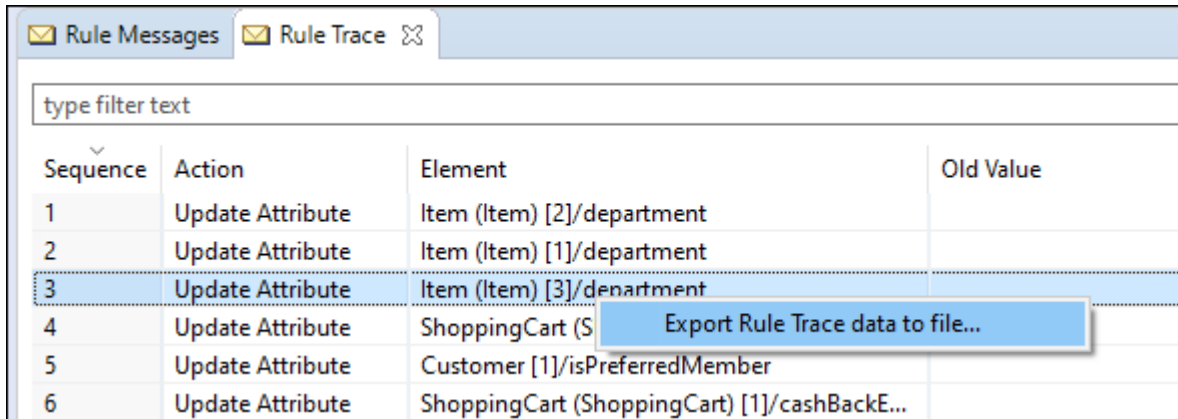 Rule Messages Rule Trace
type filter text
Sequence Action Element Old Value
1 Update Attribute Item (Item) [2]/department
2 Update Attribute Item (Item) [1]/department
3 Update Attribute Item (Item) [3]/department
Export Rule Trace data to file...
4 Update Attribute ShoppingCart (S
5 Update Attribute Customer [1]/isPreferredMember
6 Update Attribute ShoppingCart (ShoppingCart) [1]/cashBackE...